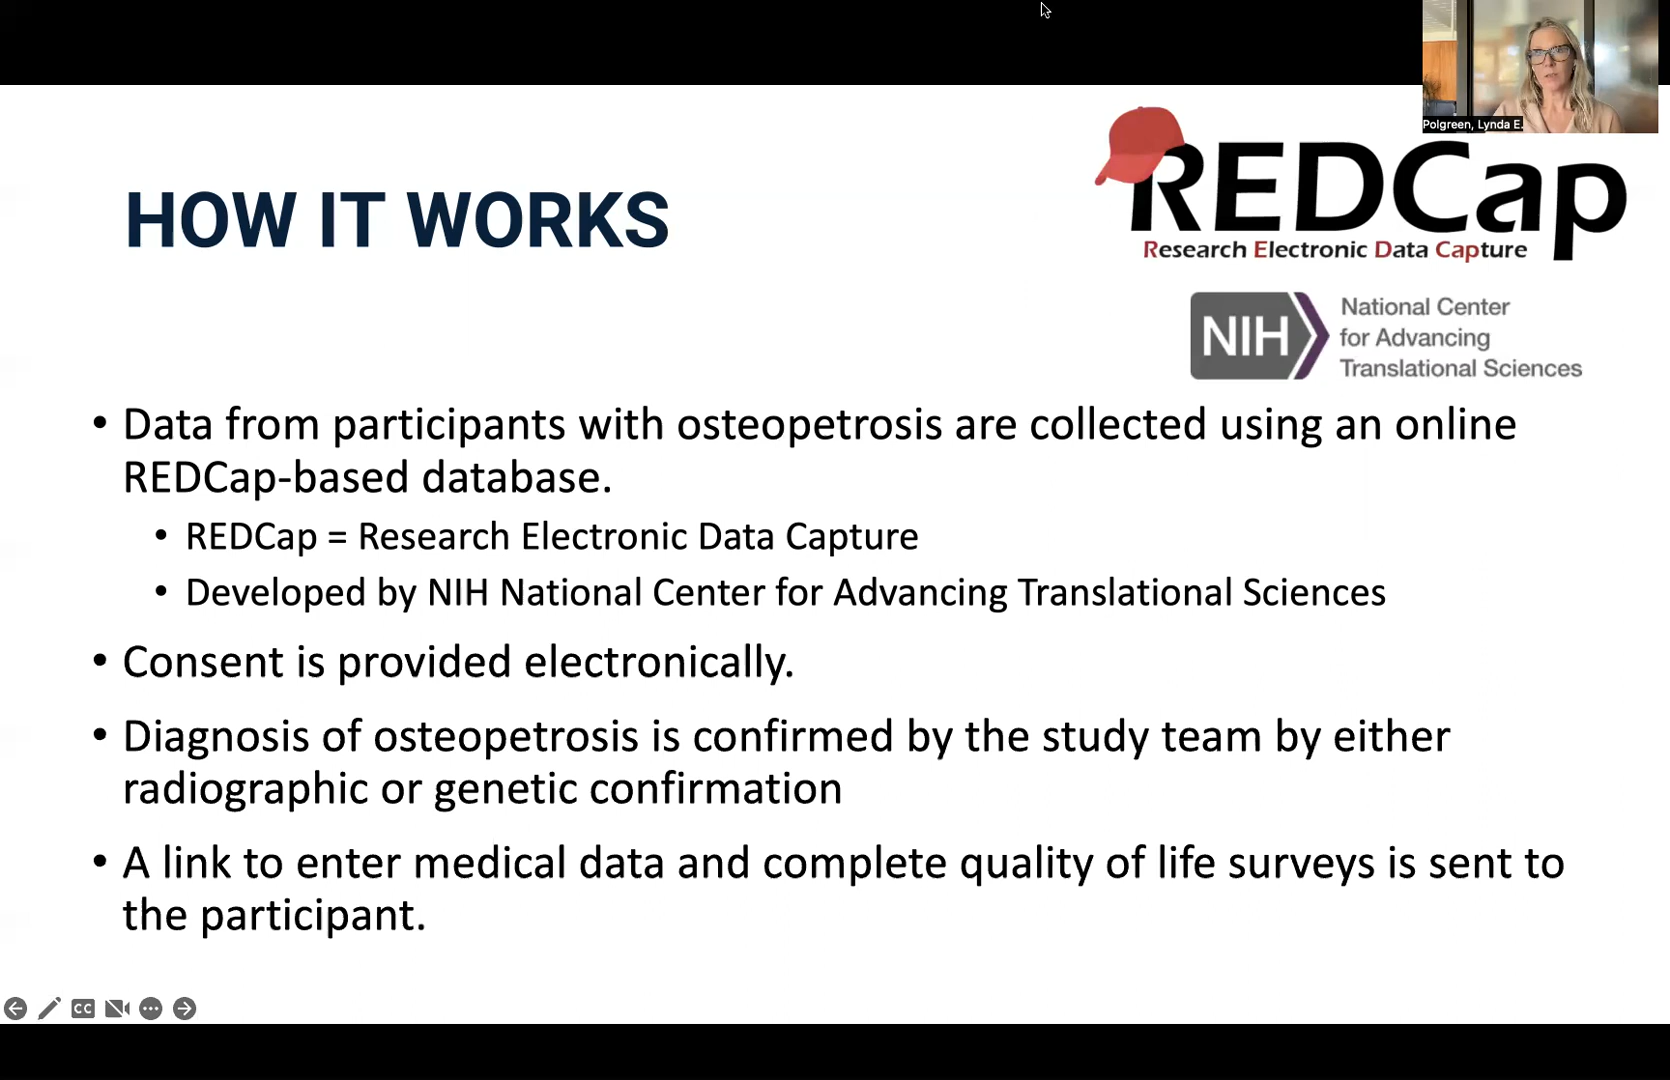 Polgreen, Lynda E.
REDCap
Research Electronic Data Capture
HOW IT WORKS
NIH
National Center
for Advancing
Translational Sciences
• Data from participants with osteopetrosis are collected using an online
REDCap-based database.
• REDCap = Research Electronic Data Capture
• Developed by NIH National Center for Advancing Translational Sciences
• Consent is provided electronically.
• Diagnosis of osteopetrosis is confirmed by the study team by either
radiographic or genetic confirmation
• A link to enter medical data and complete quality of life surveys is sent to
the participant.
CC